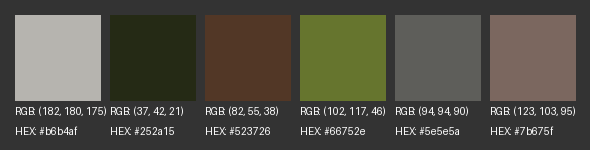 RGB: (182, 180, 175) RGB: (37, 42, 21) RGB: (82, 55, 38) RGB: (102, 117, 46) RGB: (94, 94, 90) RGB: (123, 103, 95)
HEX: #b6b4af HEX: #252a15 HEX: #523726 HEX: #66752e HEX: #5e5e5a HEX: #7b675f